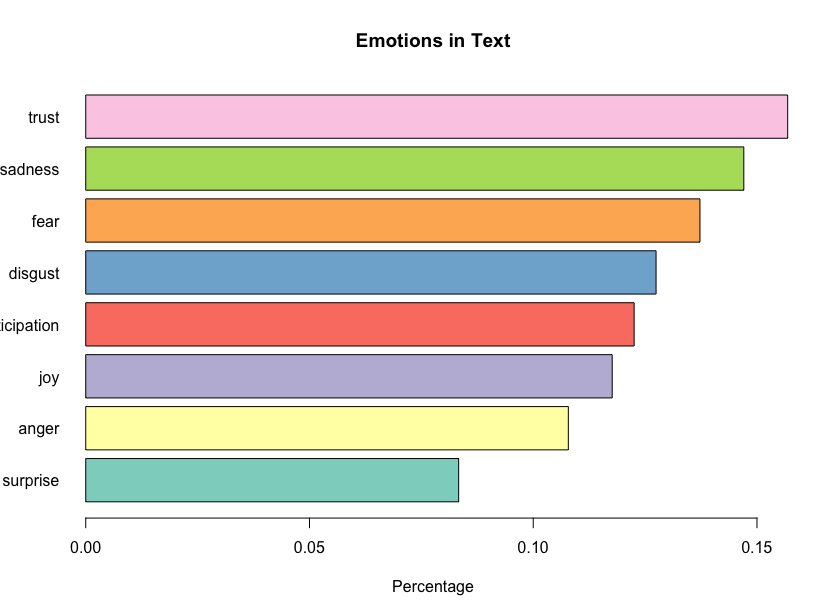 Emotions in Text
trust
sadness
fear
disgust
icipation
joy
anger
surprise
0.00 0.05 0.10 0.15
Percentage